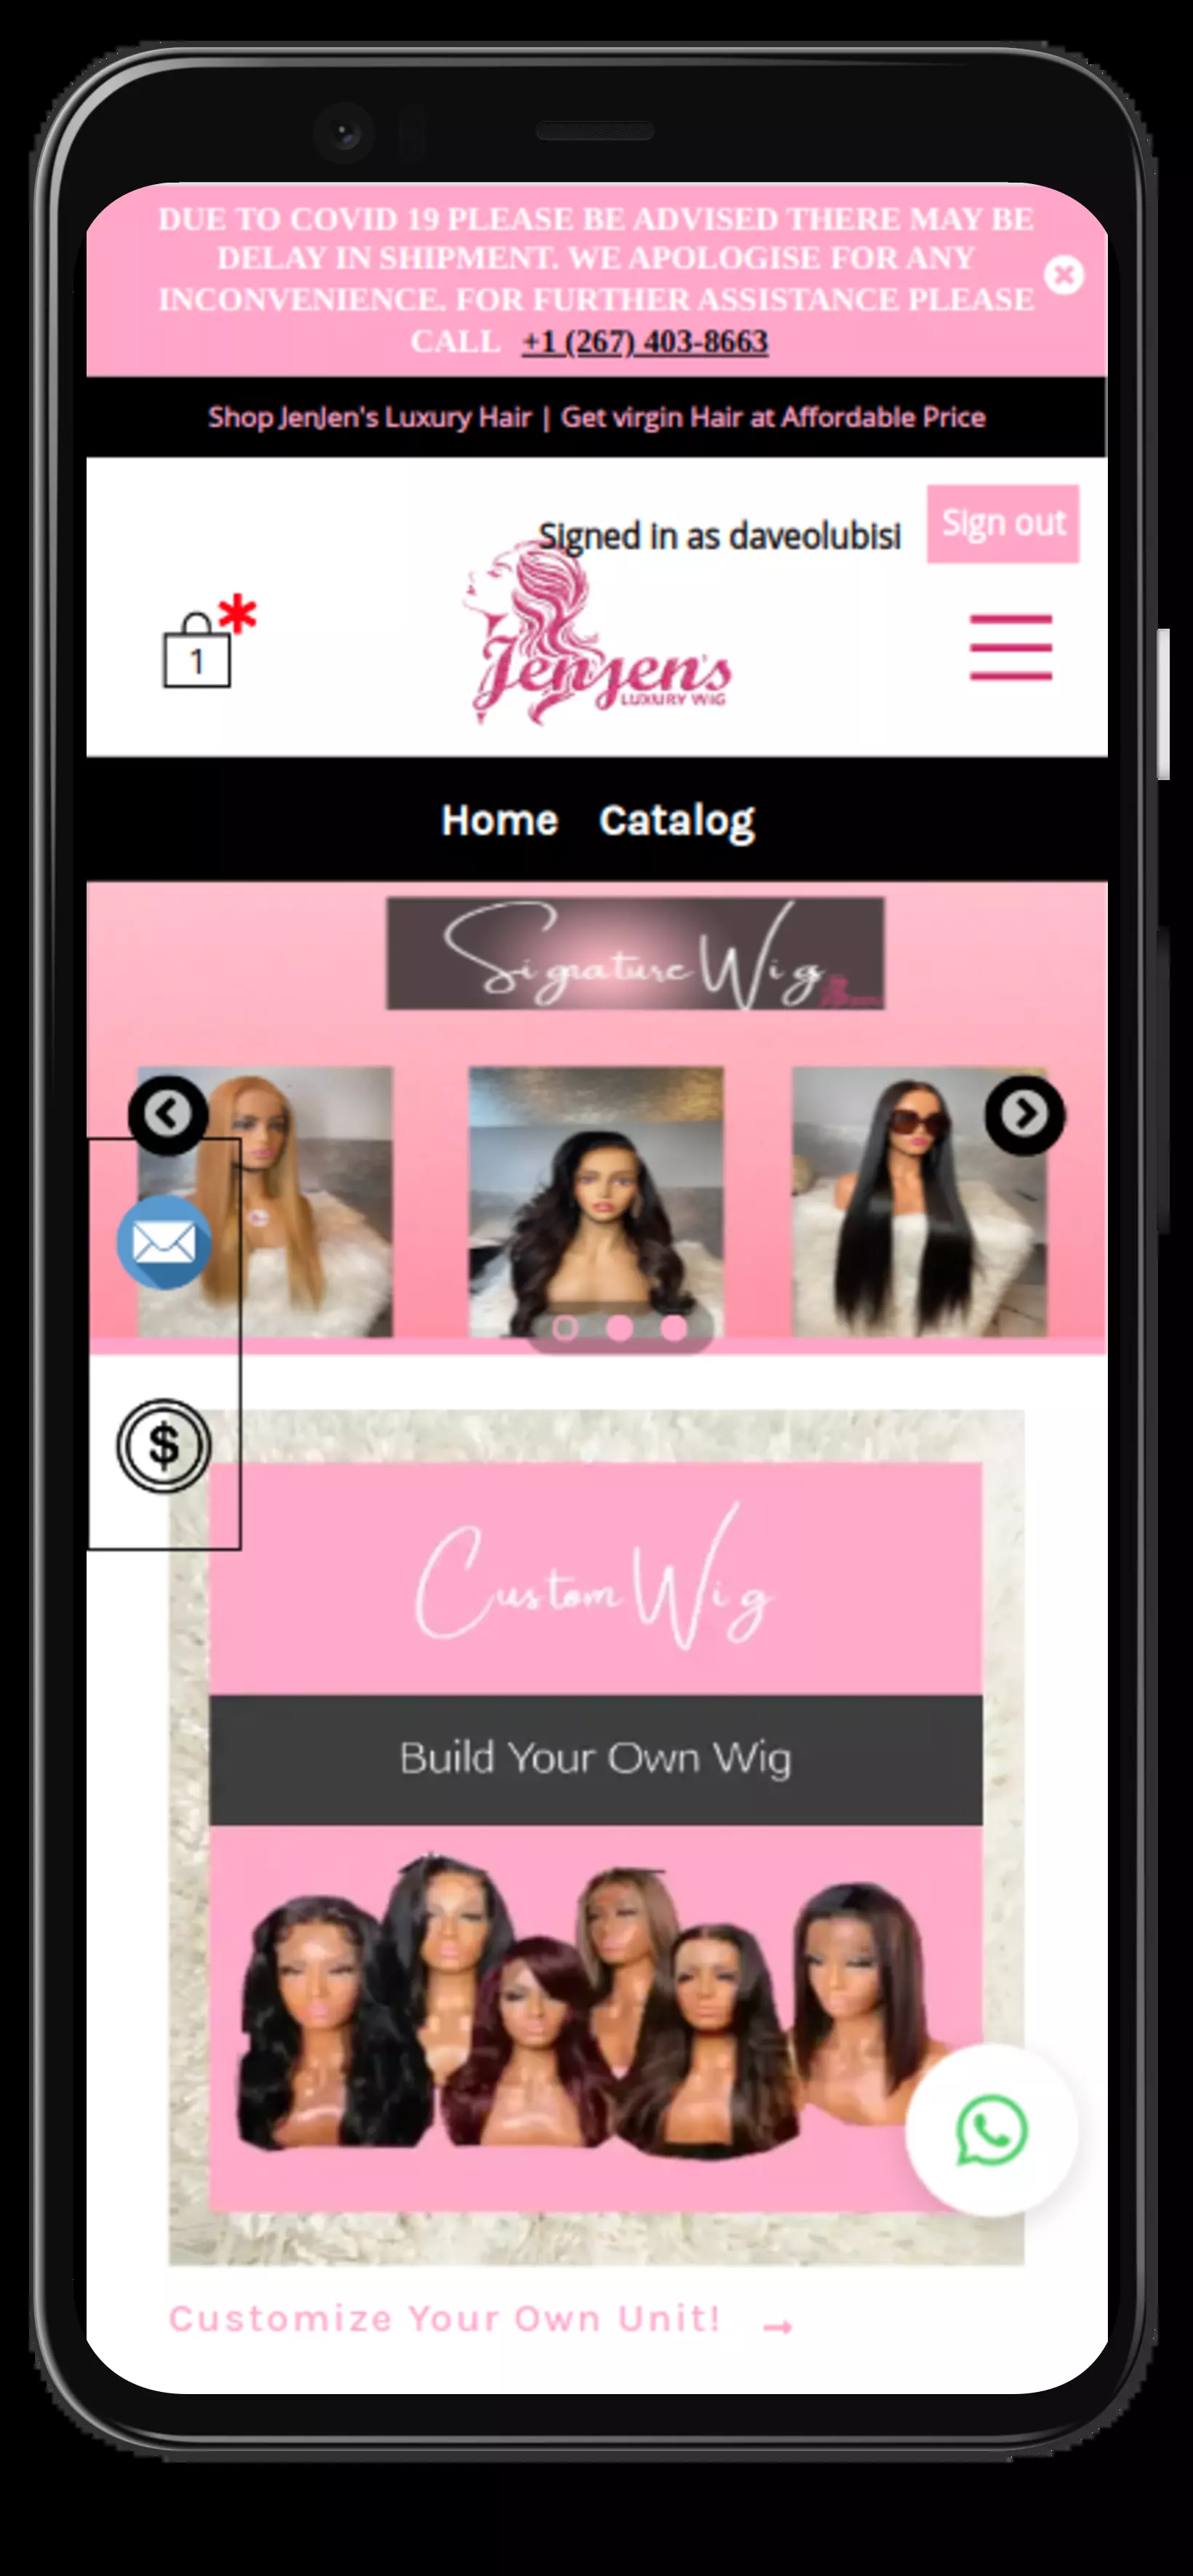 DUE TO COVID 19 PLEASE BE ADVISED THERE MAY BE
DELAY IN SHIPMENT. WE APOLOGISE FOR ANY
INCONVENIENCE. FOR FURTHER ASSISTANCE PLEASE
CALL +1 (267) 403-8663
Shop JenJen's Luxury Hair | Get virgin Hair at Affordable Price
Signed in as daveolubisi
Sign out
1
Jenjen's
LUXURY WIG
Home Catalog
Signature Wig
$
Custom Wig
Build Your Own Wig
Customize Your Own Unit! →